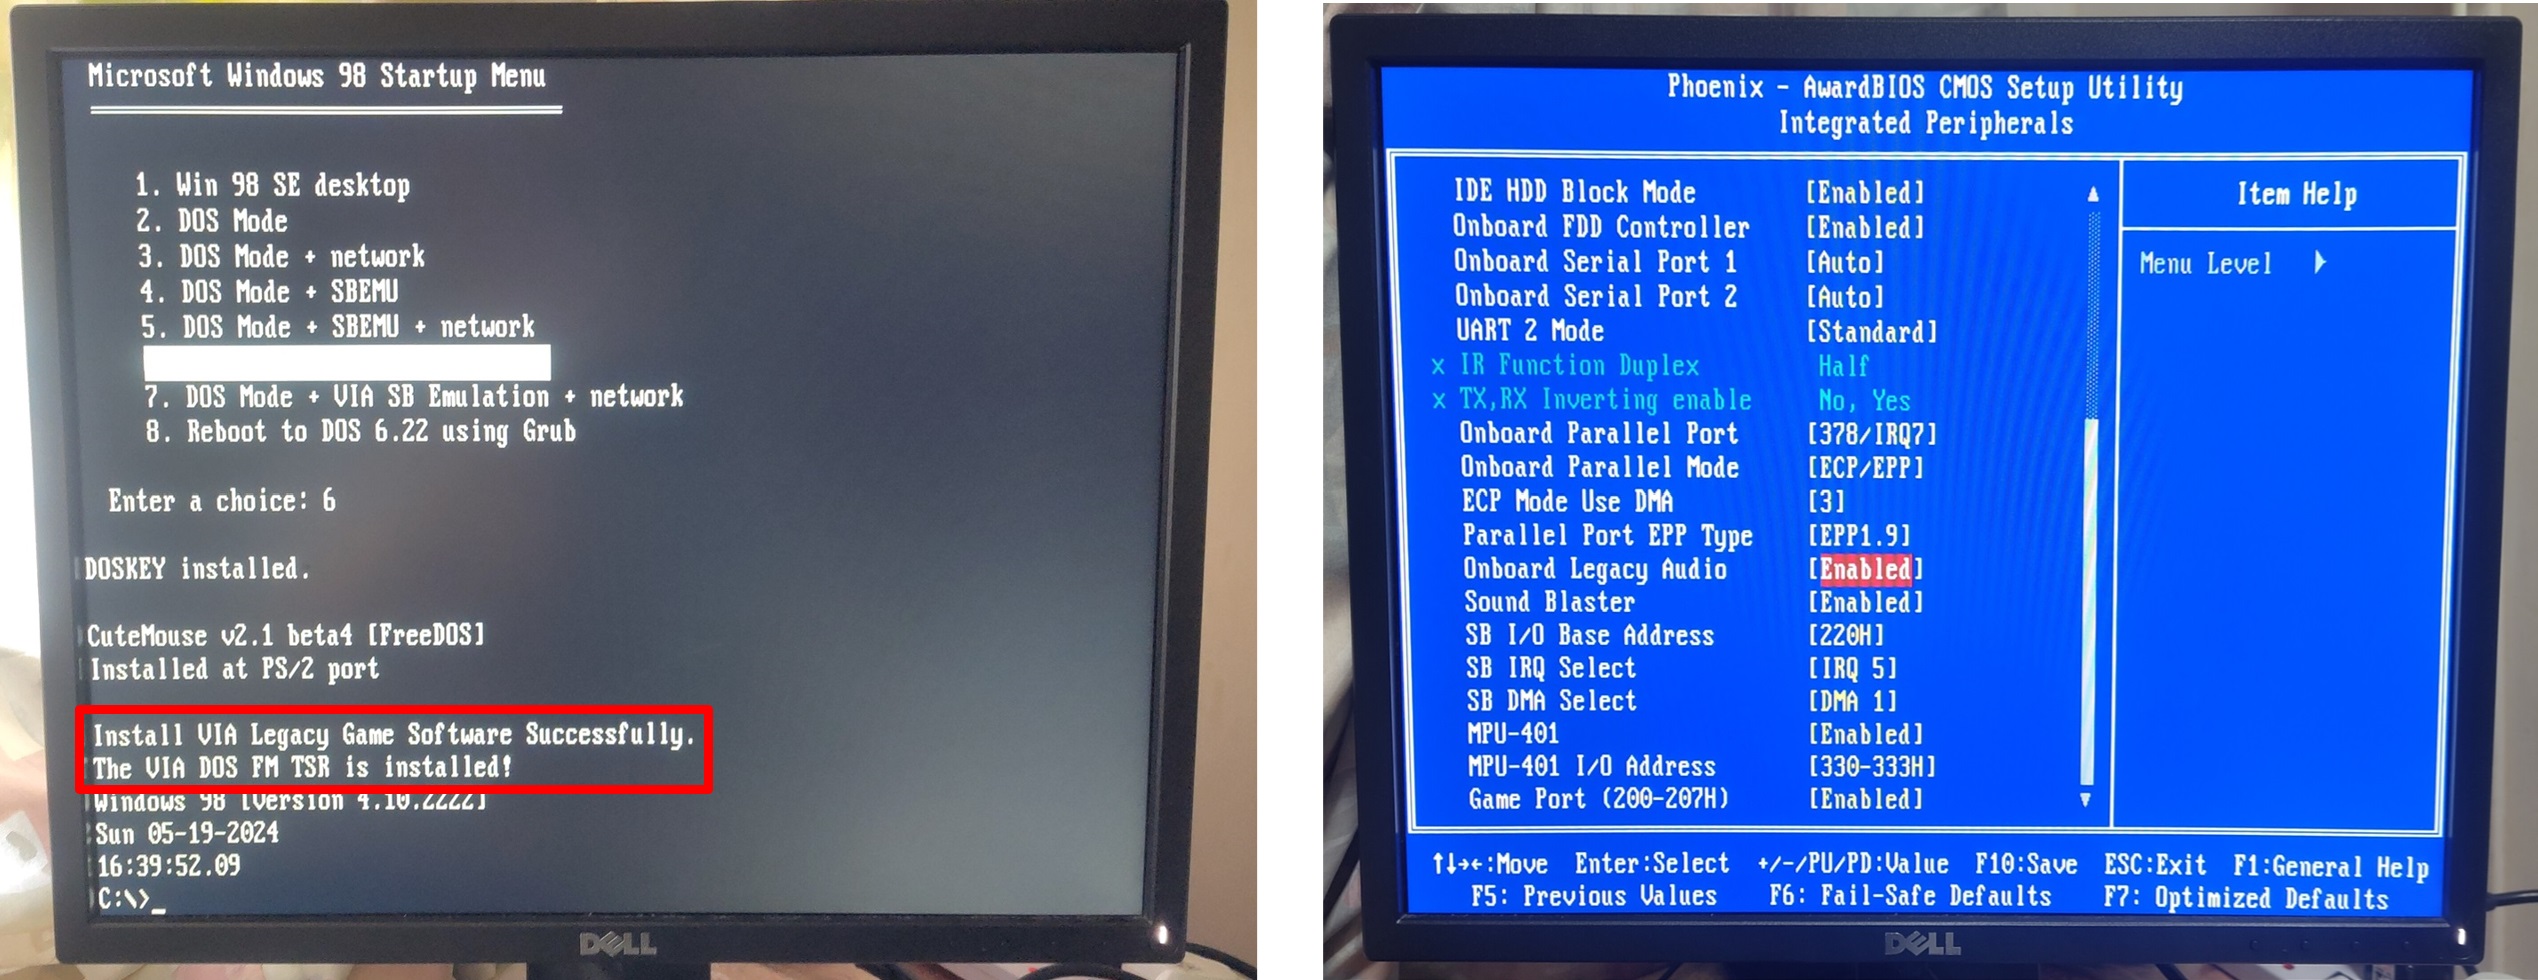 Microsoft Windows 98 Startup Menu
1. Win 98 SE desktop
2. DOS Mode
3. DOS Mode + network
4. DOS Mode + SBEMU
5. DOS Mode + SBEMU + network
7. DOS Mode + VIA SB Emulation + network
8. Reboot to DOS 6.22 using Grub
Enter a choice: 6
DOSKEY installed.
CuteMouse v2.1 beta4 [FreeDOS]
Installed at PS/2 port
Install VIA Legacy Game Software Successfully.
The VIA DOS FM TSR is installed!
Windows 98 [Version 4.10.2222]
Sun 05-19-2024
16:39:52.09
C:\>_
DELL
Phoenix - AwardBIOS CMOS Setup Utility
Integrated Peripherals
IDE HDD Block Mode [Enabled]
Onboard FDD Controller [Enabled]
Onboard Serial Port 1 [Auto]
Onboard Serial Port 2 [Auto]
UART 2 Mode [Standard]
x IR Function Duplex Half
x TX,RX Inverting enable No, Yes
Onboard Parallel Port [378/IRQ7]
Onboard Parallel Mode [ECP/EPP]
ECP Mode Use DMA [3]
Parallel Port EPP Type [EPP1.9]
Onboard Legacy Audio [Enabled]
Sound Blaster [Enabled]
SB I/O Base Address [220H]
SB IRQ Select [IRQ 5]
SB DMA Select [DMA 1]
MPU-401 [Enabled]
MPU-401 I/O Address [330-333H]
Game Port (200-207H) [Enabled]
Item Help
Menu Level ▶
↑↓→←:Move Enter:Select +/-/PU/PD:Value F10:Save ESC:Exit F1:General Help
F5: Previous Values F6: Fail-Safe Defaults F7: Optimized Defaults
DELL